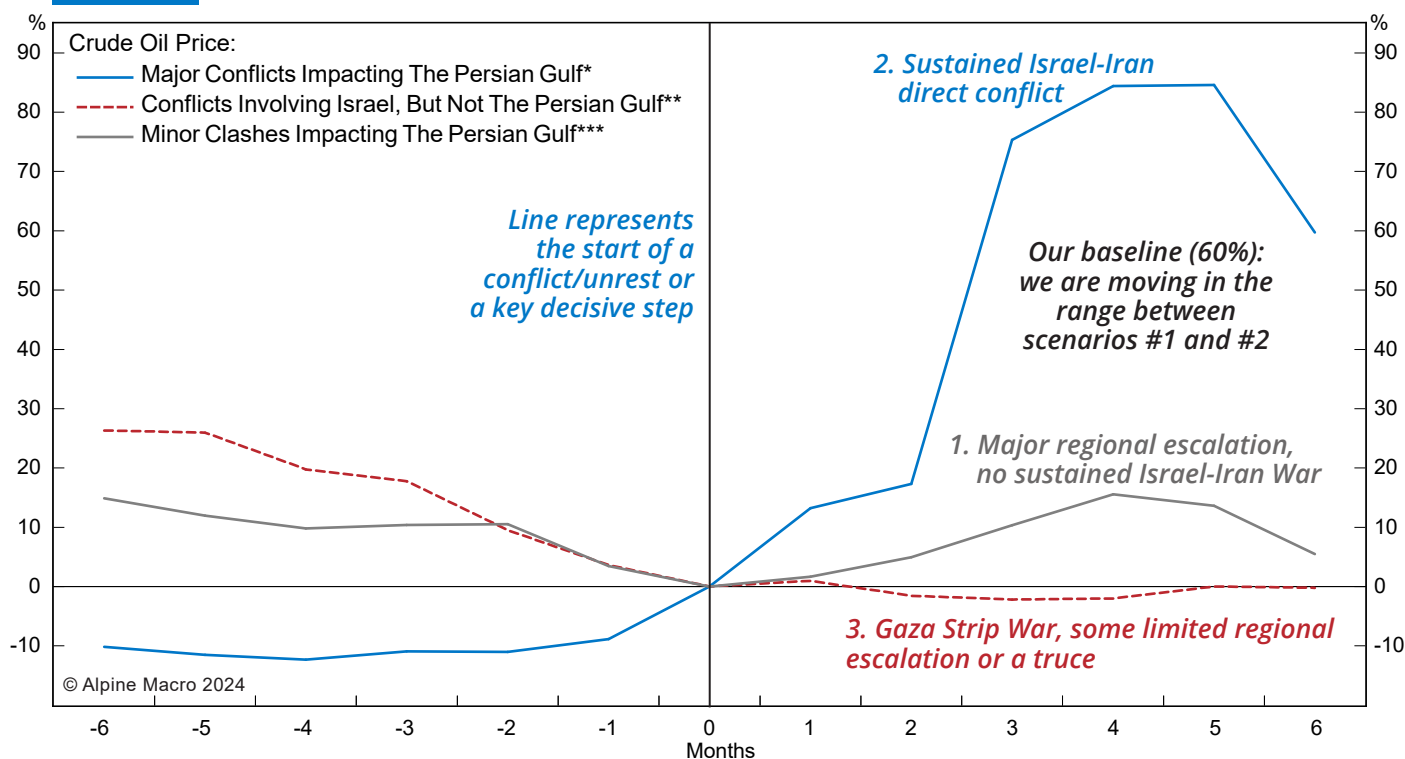 %
%
Crude Oil Price:
Major Conflicts Impacting The Persian Gulf*
Conflicts Involving Israel, But Not The Persian Gulf**
Minor Clashes Impacting The Persian Gulf***
2. Sustained Israel-Iran
direct conflict
Line represents
the start of a
conflict/unrest or
a key decisive step
Our baseline (60%):
we are moving in the
range between
scenarios #1 and #2
1. Major regional escalation,
no sustained Israel-Iran War
3. Gaza Strip War, some limited regional
escalation or a truce
90
80
70
60
50
40
30
20
10
0
-10
90
80
70
60
50
40
30
20
10
0
-10
© Alpine Macro 2024
-6 -5 -4 -3 -2 -1 0 1 2 3 4 5 6
Months